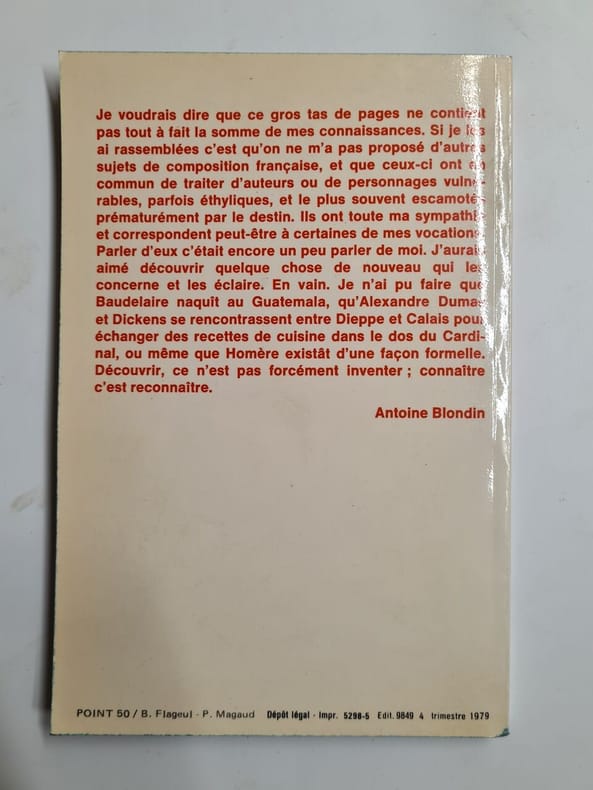 Je voudrais dire que ce gros tas de pages ne contient
pas tout à fait la somme de mes connaissances. Si je les
ai rassemblées c'est qu'on ne m'a pas proposé d'autres
sujets de composition française, et que ceux-ci ont en
commun de traiter d'auteurs ou de personnages vulné-
rables, parfois éthyliques, et le plus souvent escamotés
prématurément par le destin. Ils ont toute ma sympathie
et correspondent peut-être à certaines de mes vocations.
Parler d'eux c'était encore un peu parler de moi. J'aurais
aimé découvrir quelque chose de nouveau qui les
concerne et les éclaire. En vain. Je n'ai pu faire que
Baudelaire naquît au Guatemala, qu'Alexandre Dumas
et Dickens se rencontrassent entre Dieppe et Calais pour
échanger des recettes de cuisine dans le dos du Cardi-
nal, ou même que Homère existât d'une façon formelle.
Découvrir, ce n'est pas forcément inventer ; connaître
c'est reconnaître.
Antoine Blondin
POINT 50 / B. Flageul - P. Magaud Dépôt légal - Impr. 5298-5 Edit. 9849 4 trimestre 1979